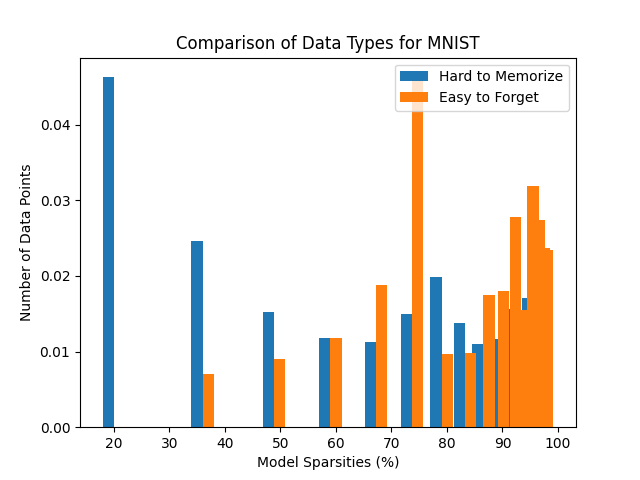 Comparison of Data Types for MNIST
Hard to Memorize
Easy to Forget
Number of Data Points
0.04
0.03
0.02
0.01
0.00
20 30 40 50 60 70 80 90 100
Model Sparsities (%)